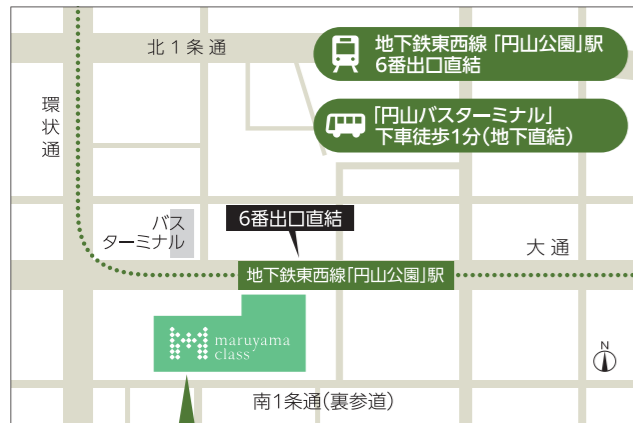 北1条通
地下鉄東西線「円山公園」駅
6番出口直結
「円山バスターミナル」
下車徒歩1分(地下直結)
環状通
バス
ターミナル
6番出口直結
大通
地下鉄東西線「円山公園」駅
maruyama
class
N
南1条通(裏参道)